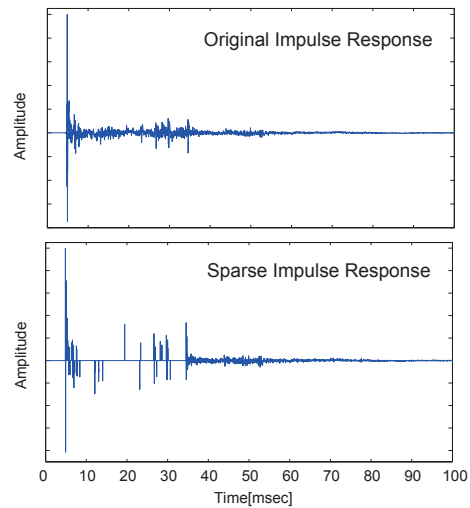 Original Impulse Response
Amplitude
Sparse Impulse Response
Amplitude
0 10 20 30 40 50 60 70 80 90 100
Time[msec]